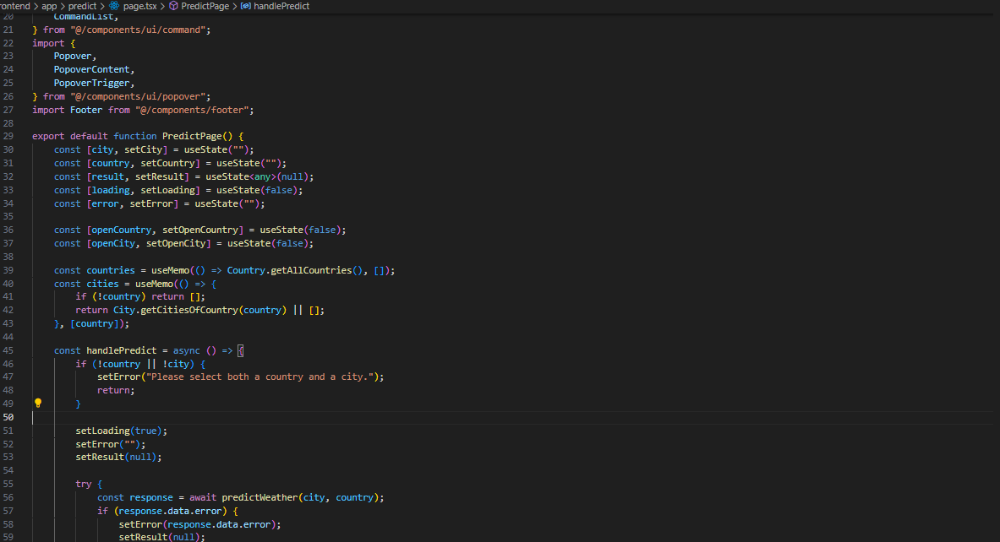 rontend > app > predict > page.tsx > PredictPage > handlePredict
20 CommandList,
21 } from "@/components/ui/command";
22 import {
23 Popover,
24 PopoverContent,
25 PopoverTrigger,
26 } from "@/components/ui/popover";
27 import Footer from "@/components/footer";
28
29 export default function PredictPage() {
30 const [city, setCity] = useState("");
31 const [country, setCountry] = useState("");
32 const [result, setResult] = useState<any>(null);
33 const [loading, setLoading] = useState(false);
34 const [error, setError] = useState("");
35
36 const [openCountry, setOpenCountry] = useState(false);
37 const [openCity, setOpenCity] = useState(false);
38
39 const countries = useMemo(() => Country.getAllCountries(), []);
40 const cities = useMemo(() => {
41 if (!country) return [];
42 return City.getCitiesOfCountry(country) || [];
43 }, [country]);
44
45 const handlePredict = async () => {
46 if (!country || !city) {
47 setError("Please select both a country and a city.");
48 return;
49 }
50
51 setLoading(true);
52 setError("");
53 setResult(null);
54
55 try {
56 const response = await predictWeather(city, country);
57 if (response.data.error) {
58 setError(response.data.error);
59 setResult(null);